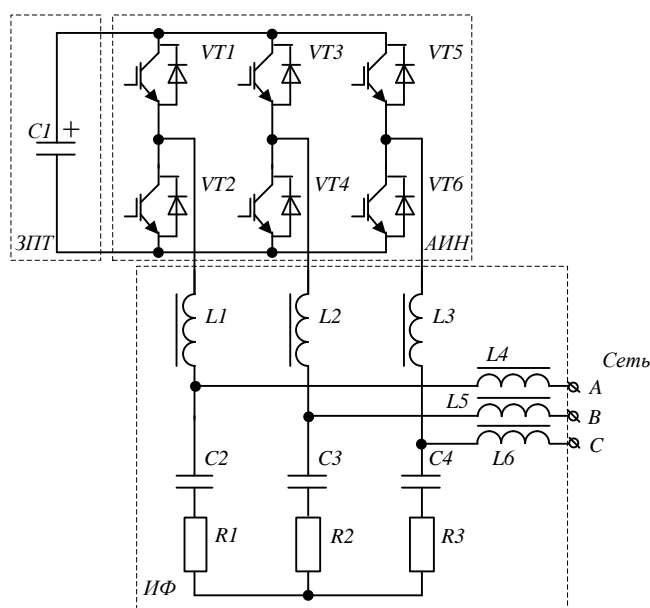 VT1 VT3 VT5
C1 +
VT2 VT4 VT6
ЗПТ АИН
L1 L2 L3
L4 Сеть
A
L5 B
C
C2 C3 C4 L6
R1 R2 R3
ИФ